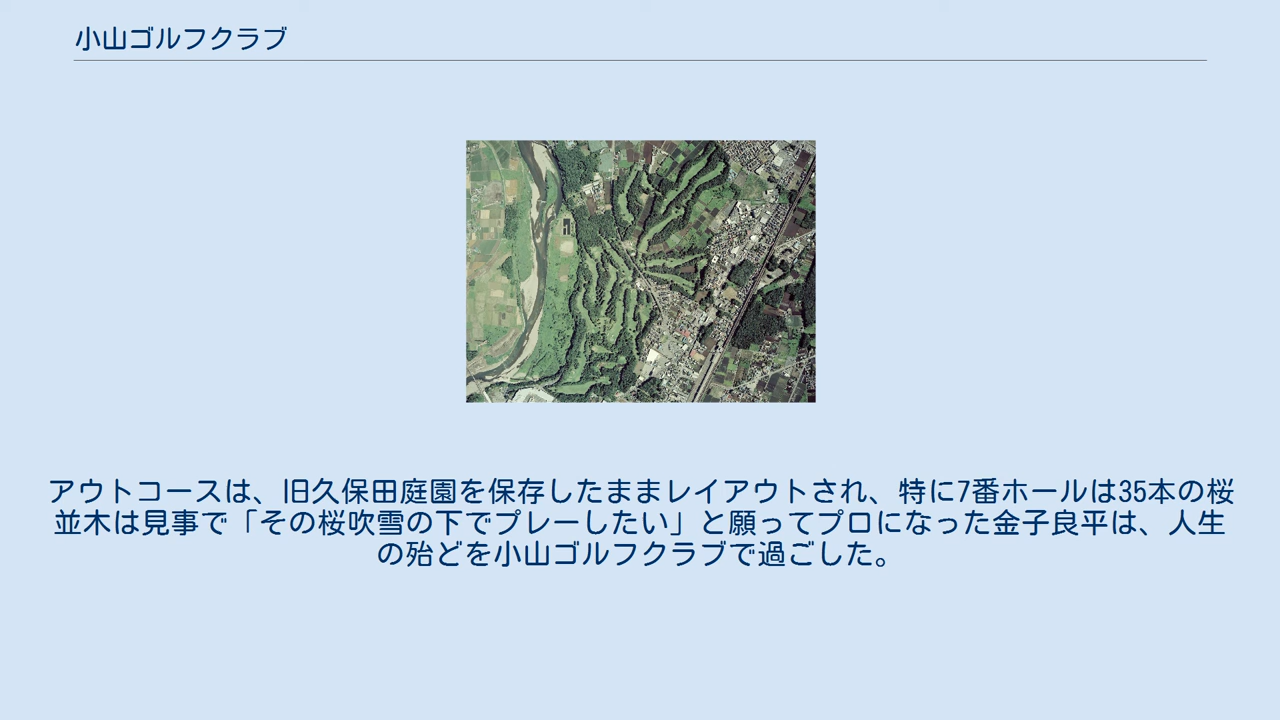 小山ゴルフクラブ
アウトコースは、旧久保田庭園を保存したままレイアウトされ、特に7番ホールは35本の桜
並木は見事で「その桜吹雪の下でプレーしたい」と願ってプロになった金子良平は、人生
の殆どを小山ゴルフクラブで過ごした。